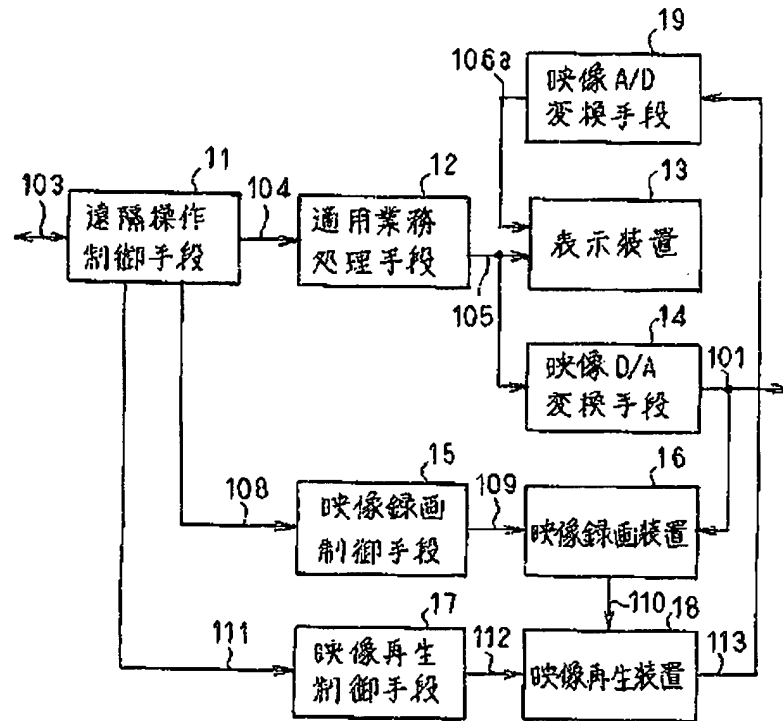 19
映像A/D
変換手段
106a
11
遠隔操作
制御手段
103
104
12
適用業務
処理手段
105
13
表示装置
14
映像D/A
変換手段
101
15
映像録画
制御手段
108
109
16
映像録画装置
110
17
映像再生
制御手段
111
112
18
映像再生装置
113